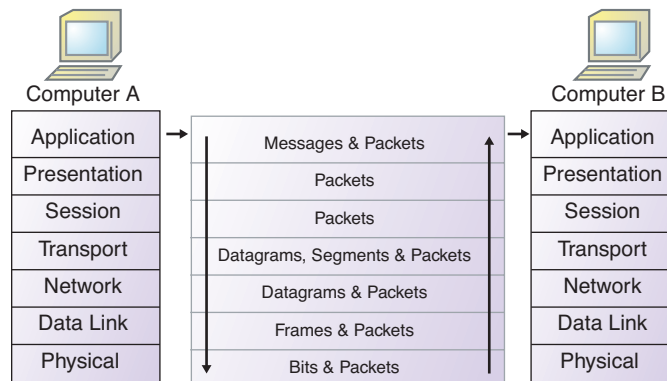 Computer A
Computer B
Application
Messages & Packets
Application
Presentation
Packets
Presentation
Session
Packets
Session
Transport
Datagrams, Segments & Packets
Transport
Network
Datagrams & Packets
Network
Data Link
Frames & Packets
Data Link
Physical
Bits & Packets
Physical